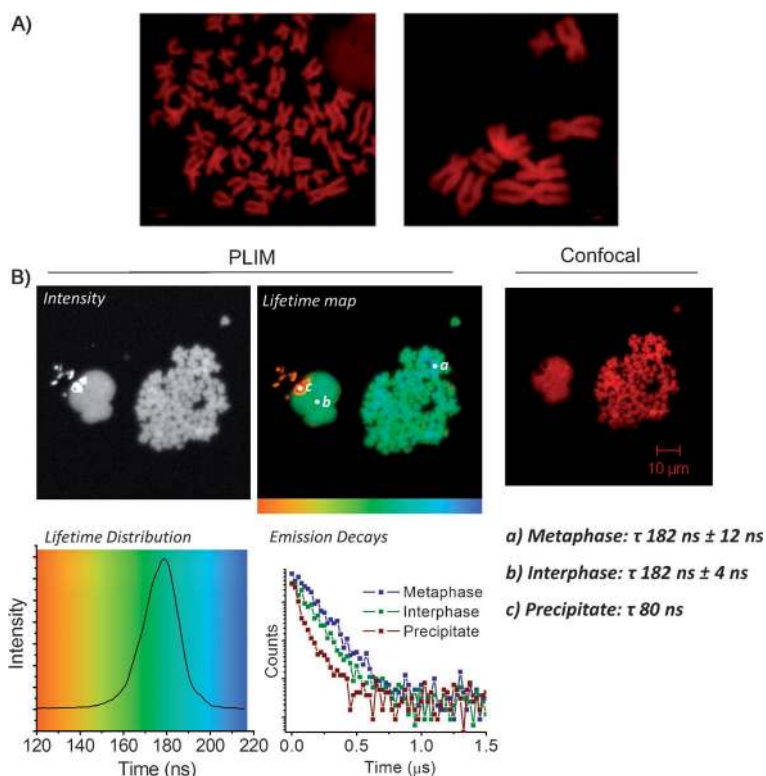 A)
B)
PLIM
Confocal
Intensity
Lifetime map
a
b
c
10 μm
Lifetime Distribution
Intensity
120 140 160 180 200 220
Time (ns)
Emission Decays
Metaphase
Interphase
Precipitate
Counts
0.0 0.5 1.0 1.5
Time (μs)
a) Metaphase: τ 182 ns ± 12 ns
b) Interphase: τ 182 ns ± 4 ns
c) Precipitate: τ 80 ns